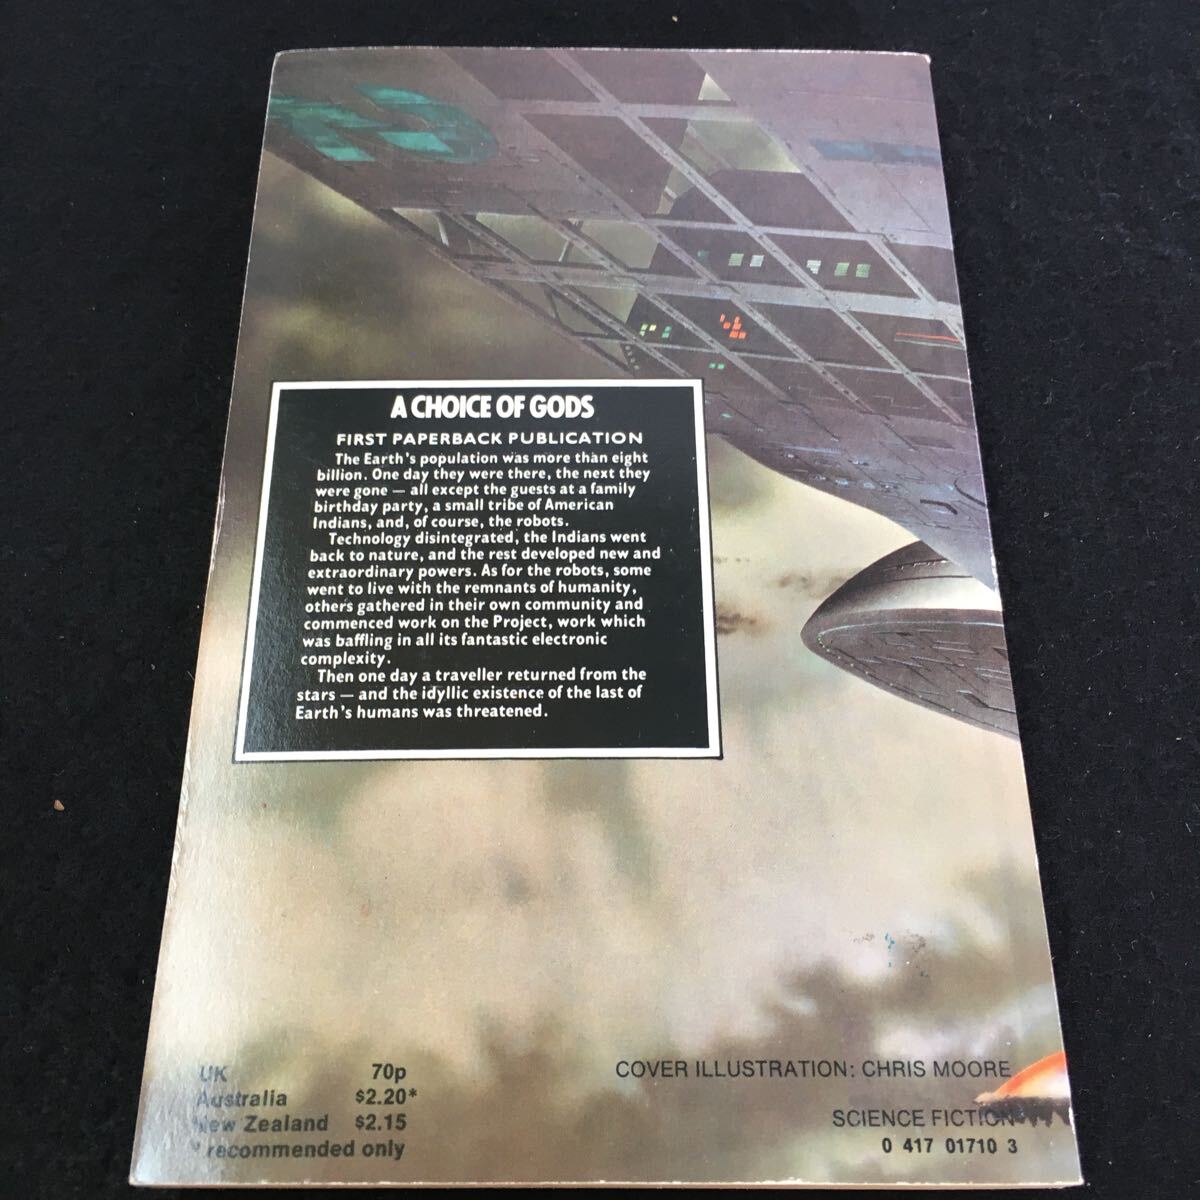 A CHOICE OF GODS
FIRST PAPERBACK PUBLICATION
The Earth's population was more than eight
billion. One day they were there, the next they
were gone — all except the guests at a family
birthday party, a small tribe of American
Indians, and, of course, the robots.
Technology disintegrated, the Indians went
back to nature, and the rest developed new and
extraordinary powers. As for the robots, some
went to live with the remnants of humanity,
others gathered in their own community and
commenced work on the Project, work which
was baffling in all its fantastic electronic
complexity.
Then one day a traveller returned from the
stars — and the idyllic existence of the last of
Earth's humans was threatened.
UK 70p
Australia $2.20*
New Zealand $2.15
* recommended only
COVER ILLUSTRATION: CHRIS MOORE
SCIENCE FICTION
0 417 01710 3